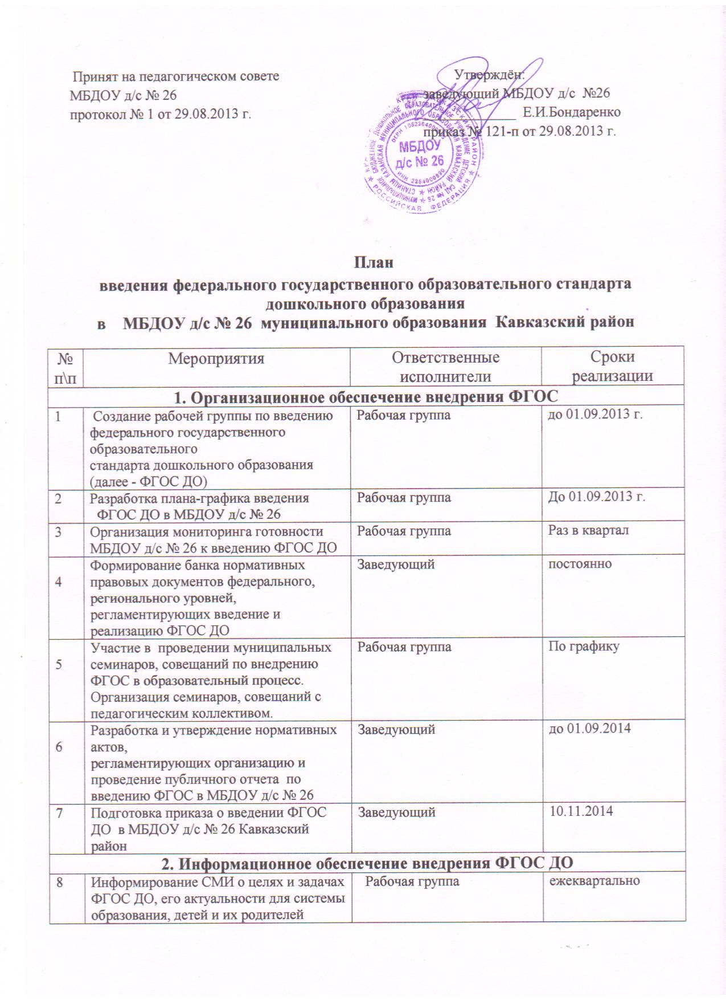 Принят на педагогическом совете
МБДОУ д/с № 26
протокол № 1 от 29.08.2013 г.
Утверждён:
заведующий МБДОУ д/с №26
________________ Е.И.Бондаренко
приказ № 121-п от 29.08.2013 г.
МБДОУ
д/с № 26
РОССИЙСКАЯ ФЕДЕРАЦИЯ
План
введения федерального государственного образовательного стандарта
дошкольного образования
в МБДОУ д/с № 26 муниципального образования Кавказский район
№ Мероприятия Ответственные Сроки
п\п исполнители реализации
1. Организационное обеспечение внедрения ФГОС
1 Создание рабочей группы по введению Рабочая группа до 01.09.2013 г.
федерального государственного
образовательного
стандарта дошкольного образования
(далее - ФГОС ДО)
2 Разработка плана-графика введения Рабочая группа До 01.09.2013 г.
ФГОС ДО в МБДОУ д/с № 26
3 Организация мониторинга готовности Рабочая группа Раз в квартал
МБДОУ д/с № 26 к введению ФГОС ДО
Формирование банка нормативных Заведующий постоянно
4 правовых документов федерального,
регионального уровней,
регламентирующих введение и
реализацию ФГОС ДО
Участие в проведении муниципальных Рабочая группа По графику
5 семинаров, совещаний по внедрению
ФГОС в образовательный процесс.
Организация семинаров, совещаний с
педагогическим коллективом.
Разработка и утверждение нормативных Заведующий до 01.09.2014
6 актов,
регламентирующих организацию и
проведение публичного отчета по
введению ФГОС в МБДОУ д/с № 26
7 Подготовка приказа о введении ФГОС Заведующий 10.11.2014
ДО в МБДОУ д/с № 26 Кавказский
район
2. Информационное обеспечение внедрения ФГОС ДО
8 Информирование СМИ о целях и задачах Рабочая группа ежеквартально
ФГОС ДО, его актуальности для системы
образования, детей и их родителей